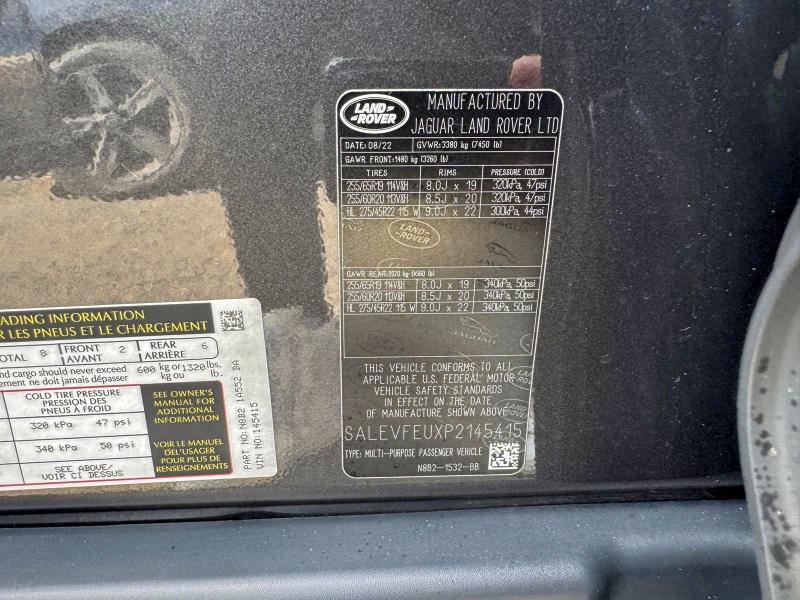 LAND-
-ROVER
MANUFACTURED BY
JAGUAR LAND ROVER LTD
DATE: 08/22 GVWR: 3380 kg (7450 lb)
GAWR FRONT: 1480 kg (3260 lb)
TIRES RIMS PRESSURE (COLD)
255/65R19 114V&H 8.0J x 19 320kPa, 47psi
255/60R20 113V&H 8.5J x 20 320kPa, 47psi
HL 275/45R22 115 W 9.0J x 22 300kPa, 44psi
LAND-
-ROVER
GAWR REAR: 2070 kg (4560 lb)
255/65R19 114V&H 8.0J x 19 340kPa, 50psi
255/60R20 113V&H 8.5J x 20 340kPa, 50psi
HL 275/45R22 115 W 9.0J x 22 340kPa, 50psi
JAGUAR
THIS VEHICLE CONFORMS TO ALL
APPLICABLE U.S. FEDERAL MOTOR
VEHICLE SAFETY STANDARDS
IN EFFECT ON THE DATE
OF MANUFACTURE SHOWN ABOVE
SALEVFEUXP2145415
TYPE: MULTI-PURPOSE PASSENGER VEHICLE
N8B2-1532-BB
ADING INFORMATION
R LES PNEUS ET LE CHARGEMENT
OTAL 8 FRONT AVANT 2 REAR ARRIÈRE 6
nd cargo should never exceed 600 kg or 1320 lbs.
ement ne doit jamais dépasser kg ou lb.
COLD TIRE PRESSURE
PRESSION DES
PNEUS À FROID
320 kPa 47 psi
340 kPa 50 psi
SEE ABOVE/
VOIR CI DESSUS
SEE OWNER'S
MANUAL FOR
ADDITIONAL
INFORMATION
VOIR LE MANUEL
DEL'USAGER
POUR PLUS DE
RENSEIGNEMENTS
PART NO: N8B2 1A552 BA
VIN NO: 145415